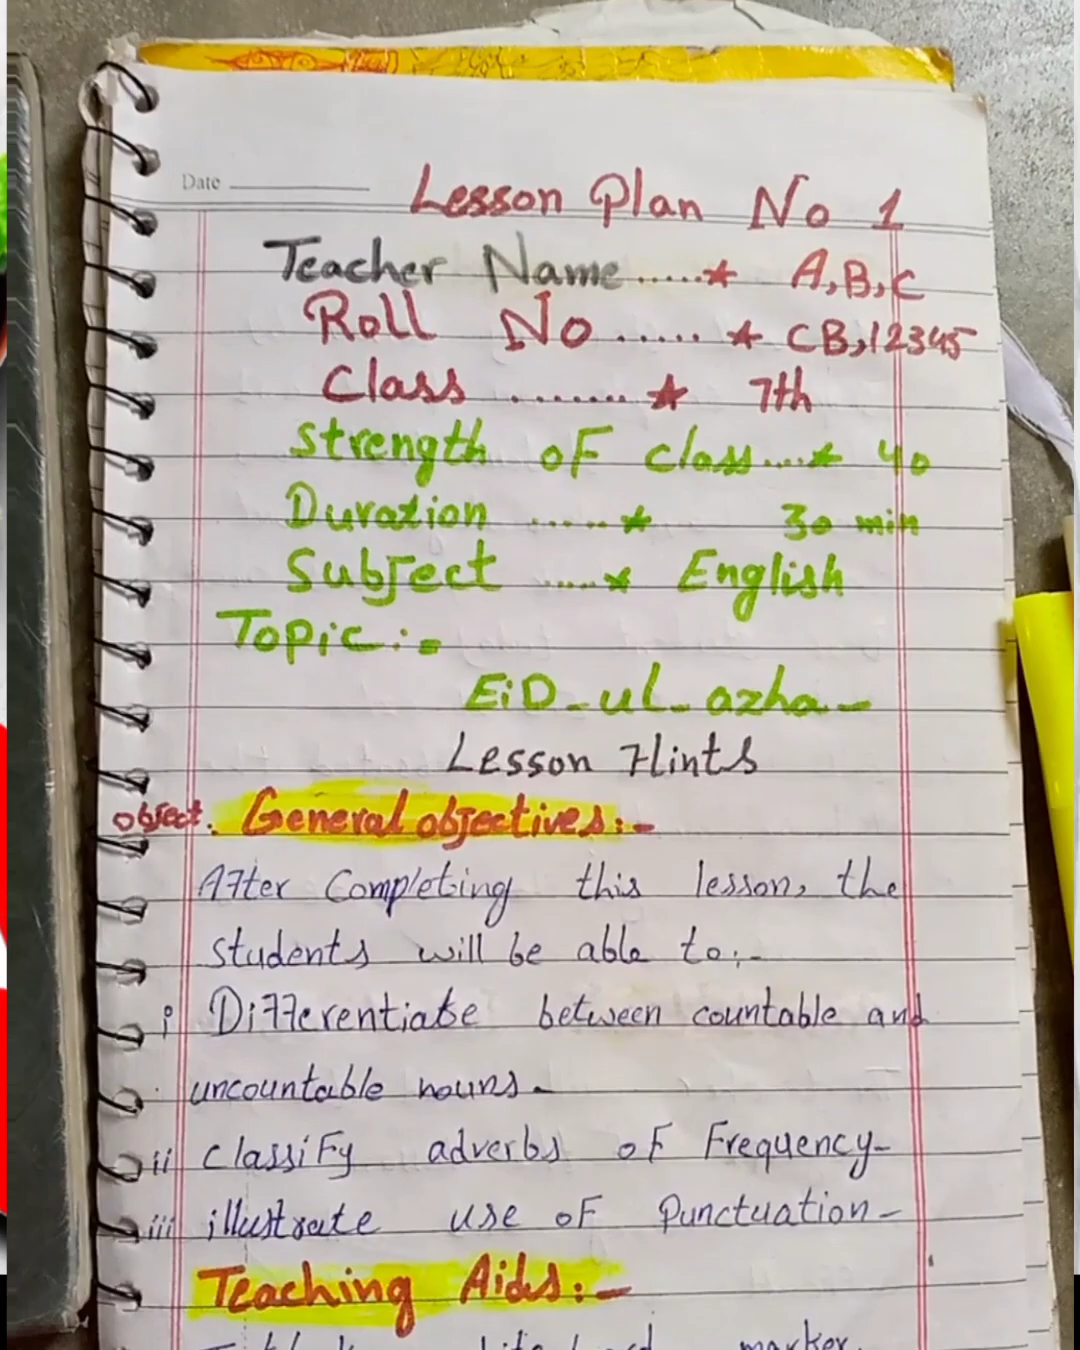 Date
Lesson Plan No 1
Teacher Name.....★ A,B,C
Roll No ..... ★ CB,12345
Class ....... ★ 7th
strength oF class....★ 40
Duration .....★ 30 min
Subject ....★ English
Topic:-
EiD_ul_azha_
Lesson Hints
object. General objectives:-
After Completing this lesson, the
students will be able to:-
i Differentiate between countable and
uncountable nouns.
ii classiFy adverbs oF Frequency-
iii illustrate use oF Punctuation-
Teaching Aids:-
marker,